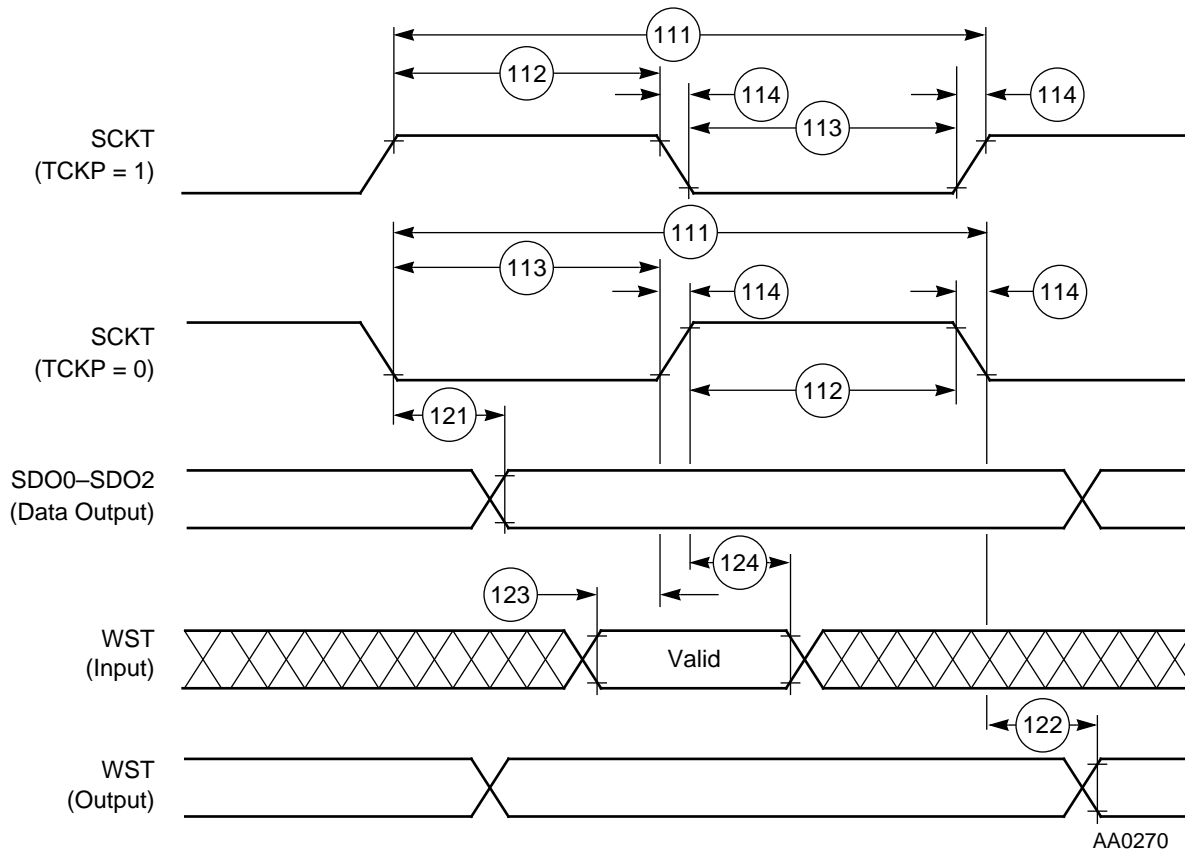 111
112
114
114
113
SCKT
(TCKP = 1)
111
113
114
114
SCKT
(TCKP = 0)
112
121
SDO0–SDO2
(Data Output)
124
123
WST
(Input)
Valid
122
WST
(Output)
AA0270